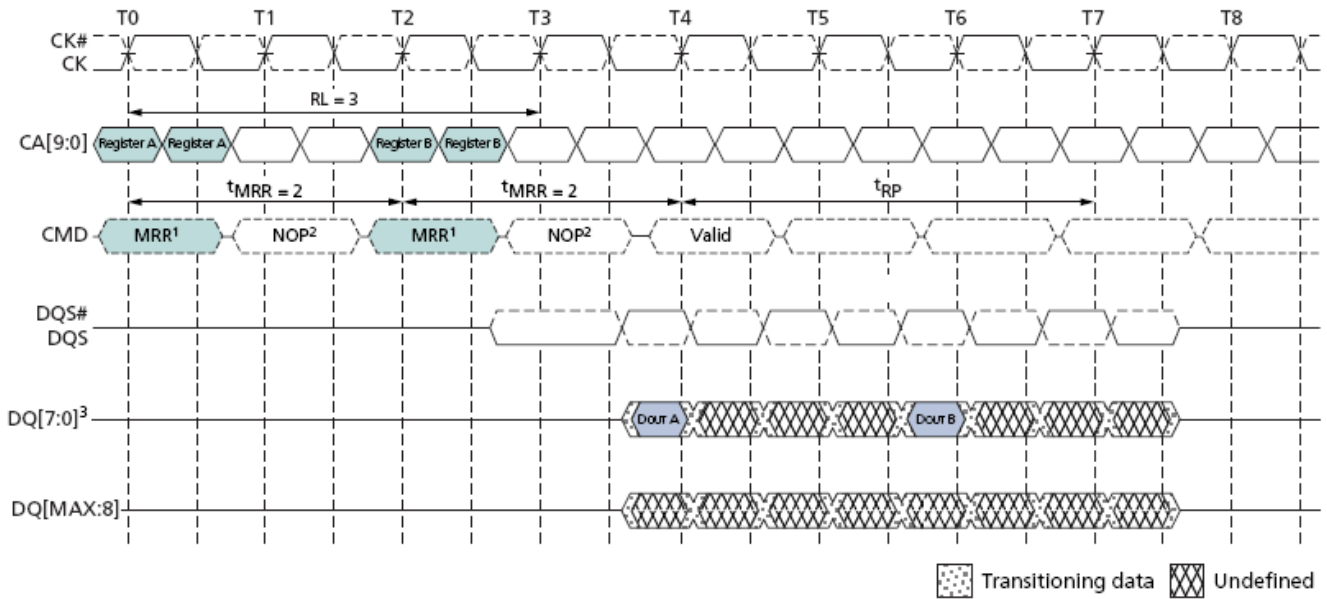 T0 T1 T2 T3 T4 T5 T6 T7 T8
CK#
CK
RL = 3
CA[9:0] Register A Register A Register B Register B
tMRR = 2 tMRR = 2 tRP
CMD MRR1 NOP2 MRR1 NOP2 Valid
DQS#
DQS
DQ[7:0]3 DOUT A DOUT B
DQ[MAX:8]
Transitioning data Undefined